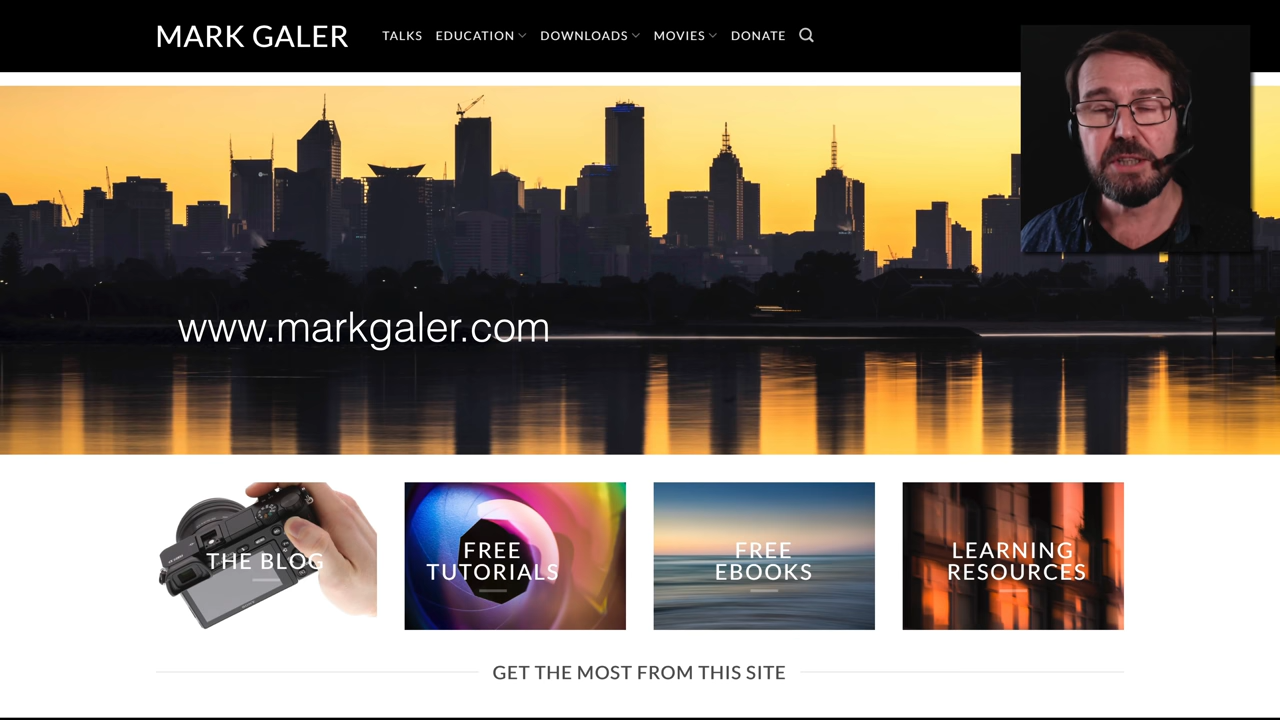 MARK GALER
TALKS EDUCATION DOWNLOADS MOVIES DONATE
www.markgaler.com
THE BLOG
FREE
TUTORIALS
FREE
EBOOKS
LEARNING
RESOURCES
GET THE MOST FROM THIS SITE